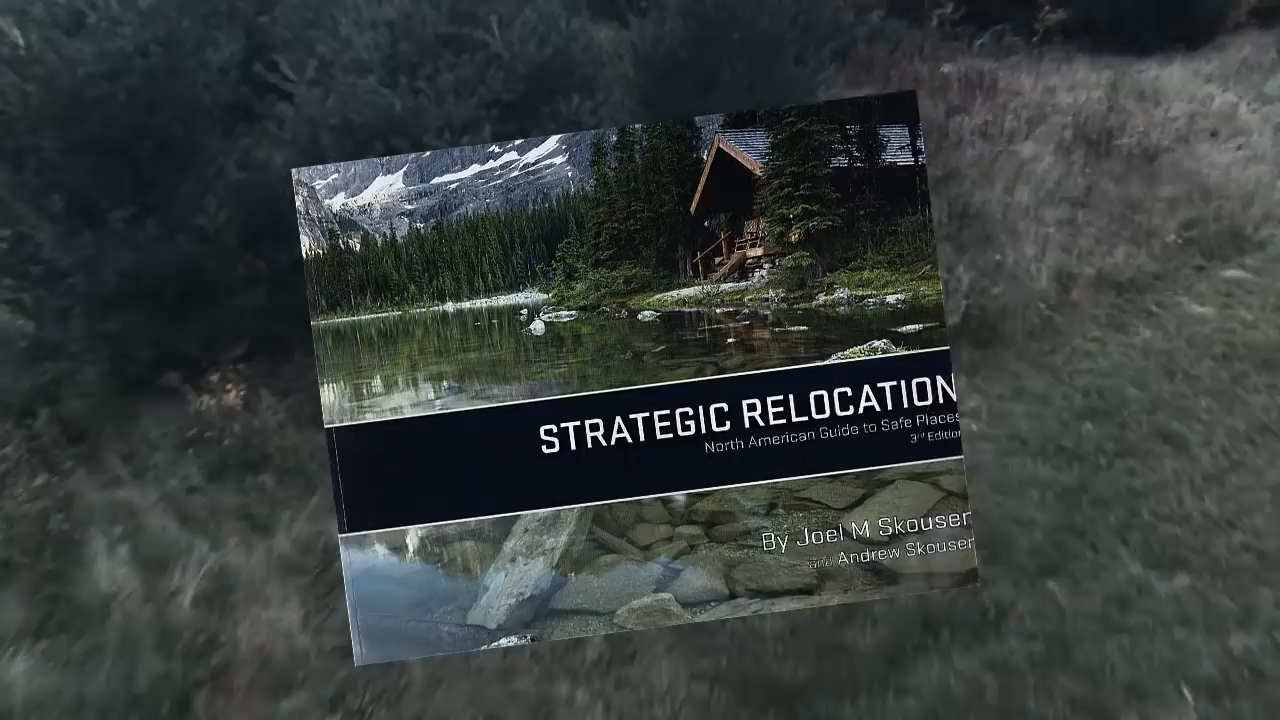 STRATEGIC RELOCATION
North American Guide to Safe Places
3rd Edition
By Joel M Skousen
and Andrew Skousen